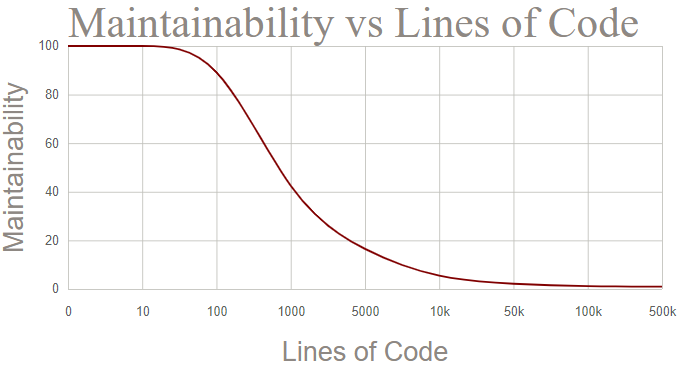 Maintainability vs Lines of Code
Maintainability
100
80
60
40
20
0
0 10 100 1000 5000 10k 50k 100k 500k
Lines of Code